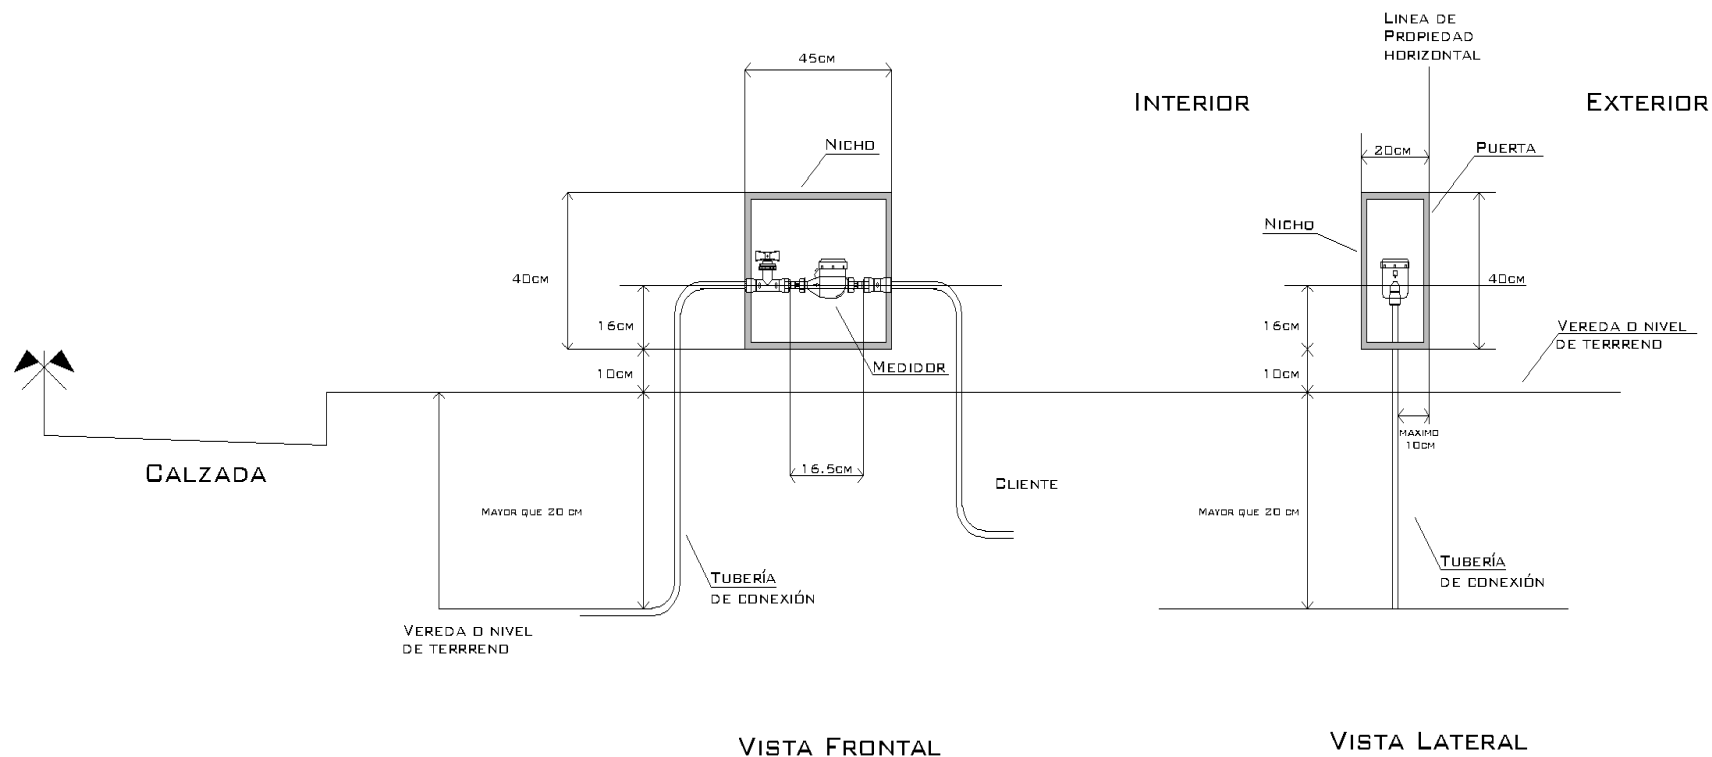 LINEA DE
PROPIEDAD
HORIZONTAL
45CM
INTERIOR
EXTERIOR
NICHO
20CM
PUERTA
NICHO
40CM
40CM
16CM
16CM
VEREDA O NIVEL
DE TERRRENO
MEDIDOR
10CM
10CM
MAXIMO
10CM
CALZADA
16.5CM
CLIENTE
MAYOR QUE 20 CM
MAYOR QUE 20 CM
TUBERÍA
DE CONEXIÓN
TUBERÍA
DE CONEXIÓN
VEREDA O NIVEL
DE TERRRENO
VISTA FRONTAL
VISTA LATERAL